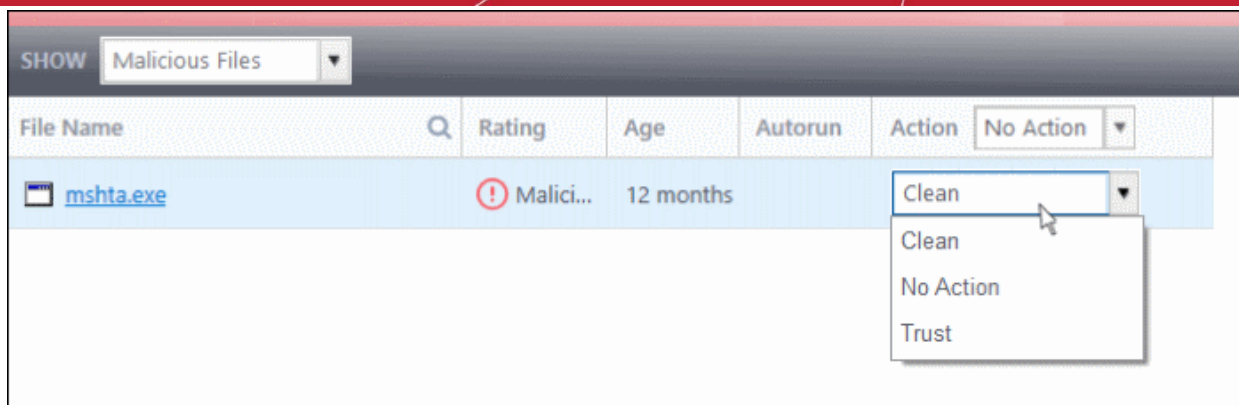 SHOW Malicious Files
File Name Rating Age Autorun Action No Action
mshta.exe Malici... 12 months Clean
Clean
No Action
Trust